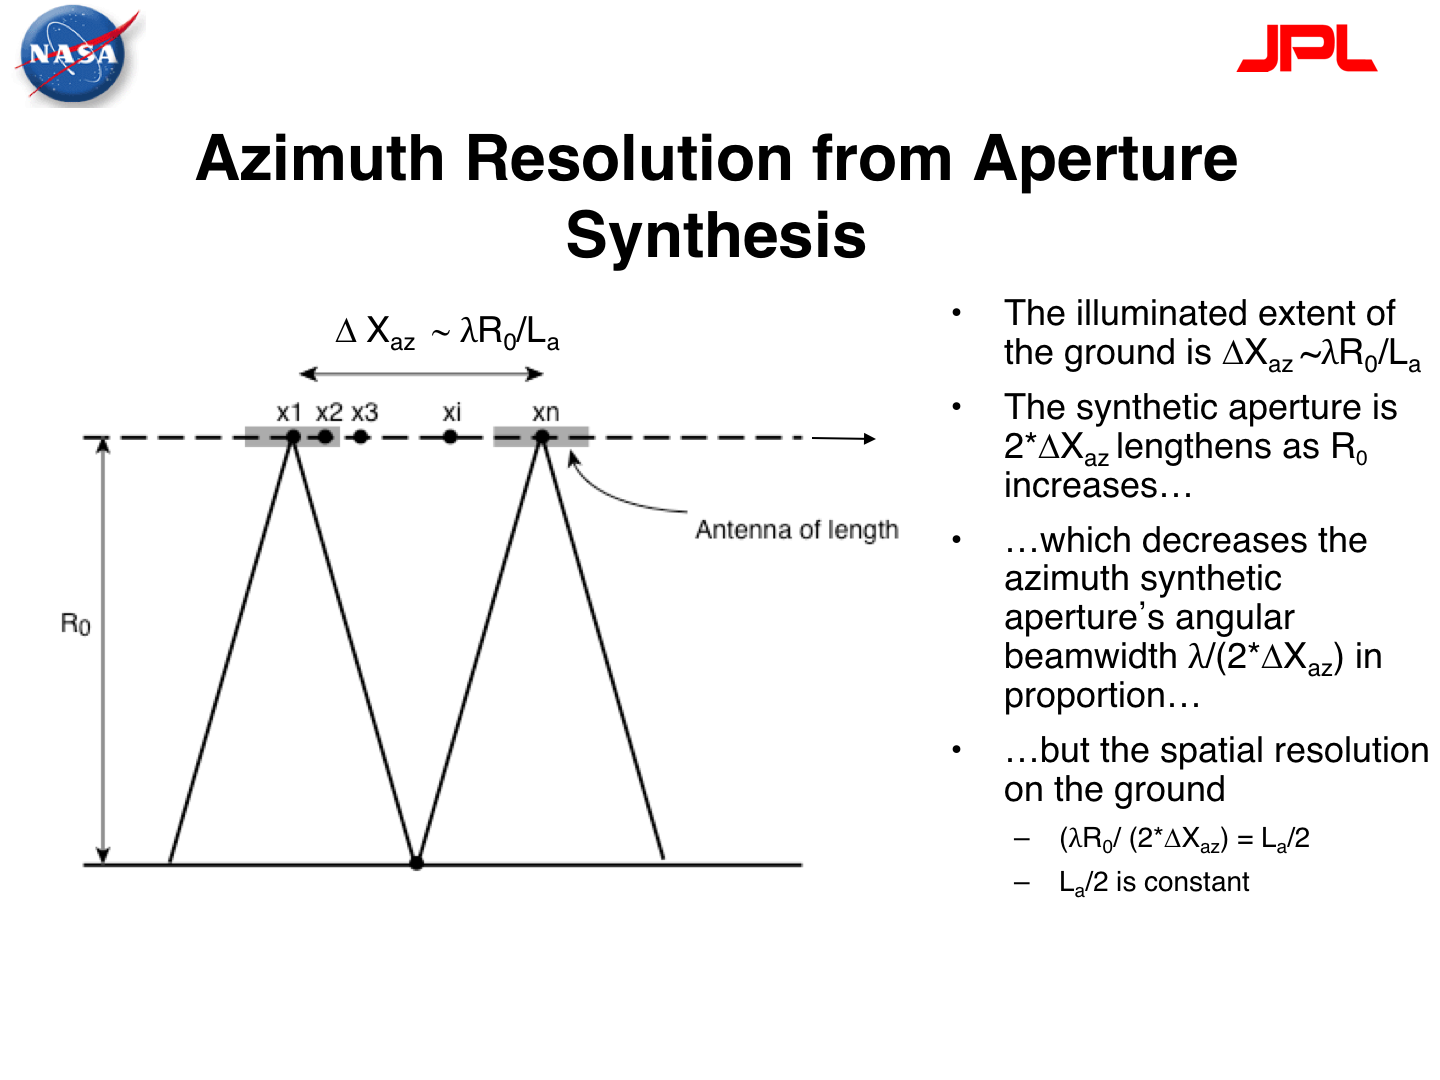 NASA
JPL
Azimuth Resolution from Aperture
Synthesis
Δ Xaz ~ λR0/La
x1 x2 x3 xi xn
Antenna of length
R0
• The illuminated extent of
the ground is ΔXaz ~λR0/La
• The synthetic aperture is
2*ΔXaz lengthens as R0
increases…
• …which decreases the
azimuth synthetic
aperture’s angular
beamwidth λ/(2*ΔXaz) in
proportion…
• …but the spatial resolution
on the ground
– (λR0/ (2*ΔXaz) = La/2
– La/2 is constant